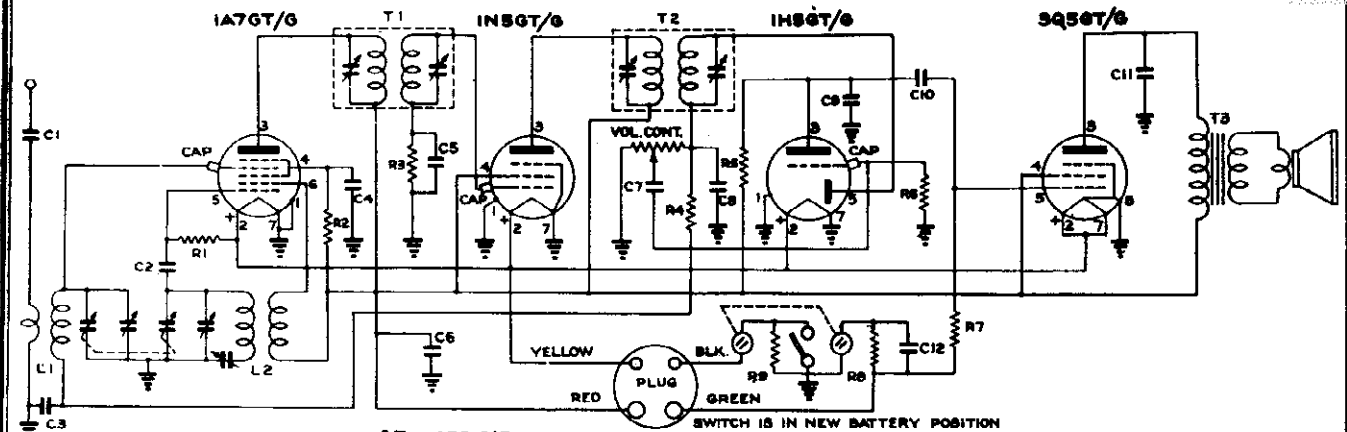 1A7GT/G T1 1N5GT/G T2 1H5GT/G 3Q5GT/G
C1 CAP 3 4 5 6 1 + 2 7 C4 R2
R1 C2 L1 L2 C3
R3 C5 3 4 CAP 1 + 2 7
VOL. CONT. C7 R4 C8 R5
3 CAP 1 5 + 2 7 C9 C10 R6
3 4 5 8 + 2 7 C11 T3
C6 YELLOW BLK. PLUG RED GREEN
R9 R8 C12 R7
SWITCH IS IN NEW BATTERY POSITION